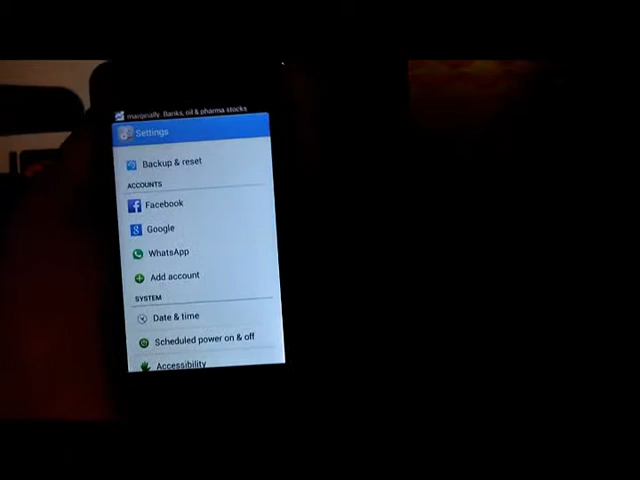 marginally. Banks, oil & pharma stocks
Settings
Backup & reset
ACCOUNTS
Facebook
Google
WhatsApp
Add account
SYSTEM
Date & time
Scheduled power on & off
Accessibility